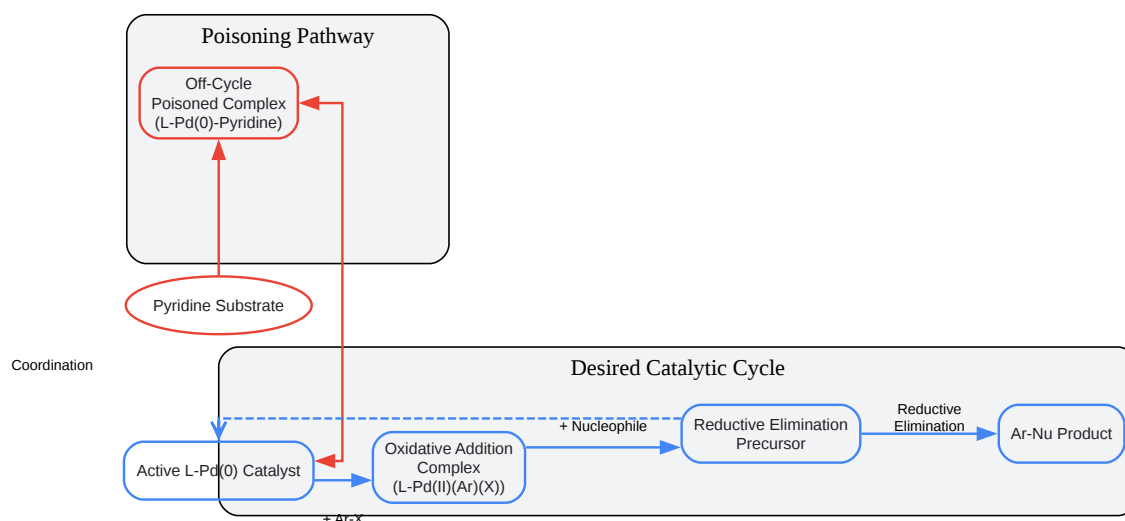 Poisoning Pathway
Off-Cycle
Poisoned Complex
(L-Pd(0)-Pyridine)
Pyridine Substrate
Coordination
Desired Catalytic Cycle
Active L-Pd(0) Catalyst
+ Ar-X
Oxidative Addition
Complex
(L-Pd(II)(Ar)(X))
+ Nucleophile
Reductive Elimination
Precursor
Reductive
Elimination
Ar-Nu Product